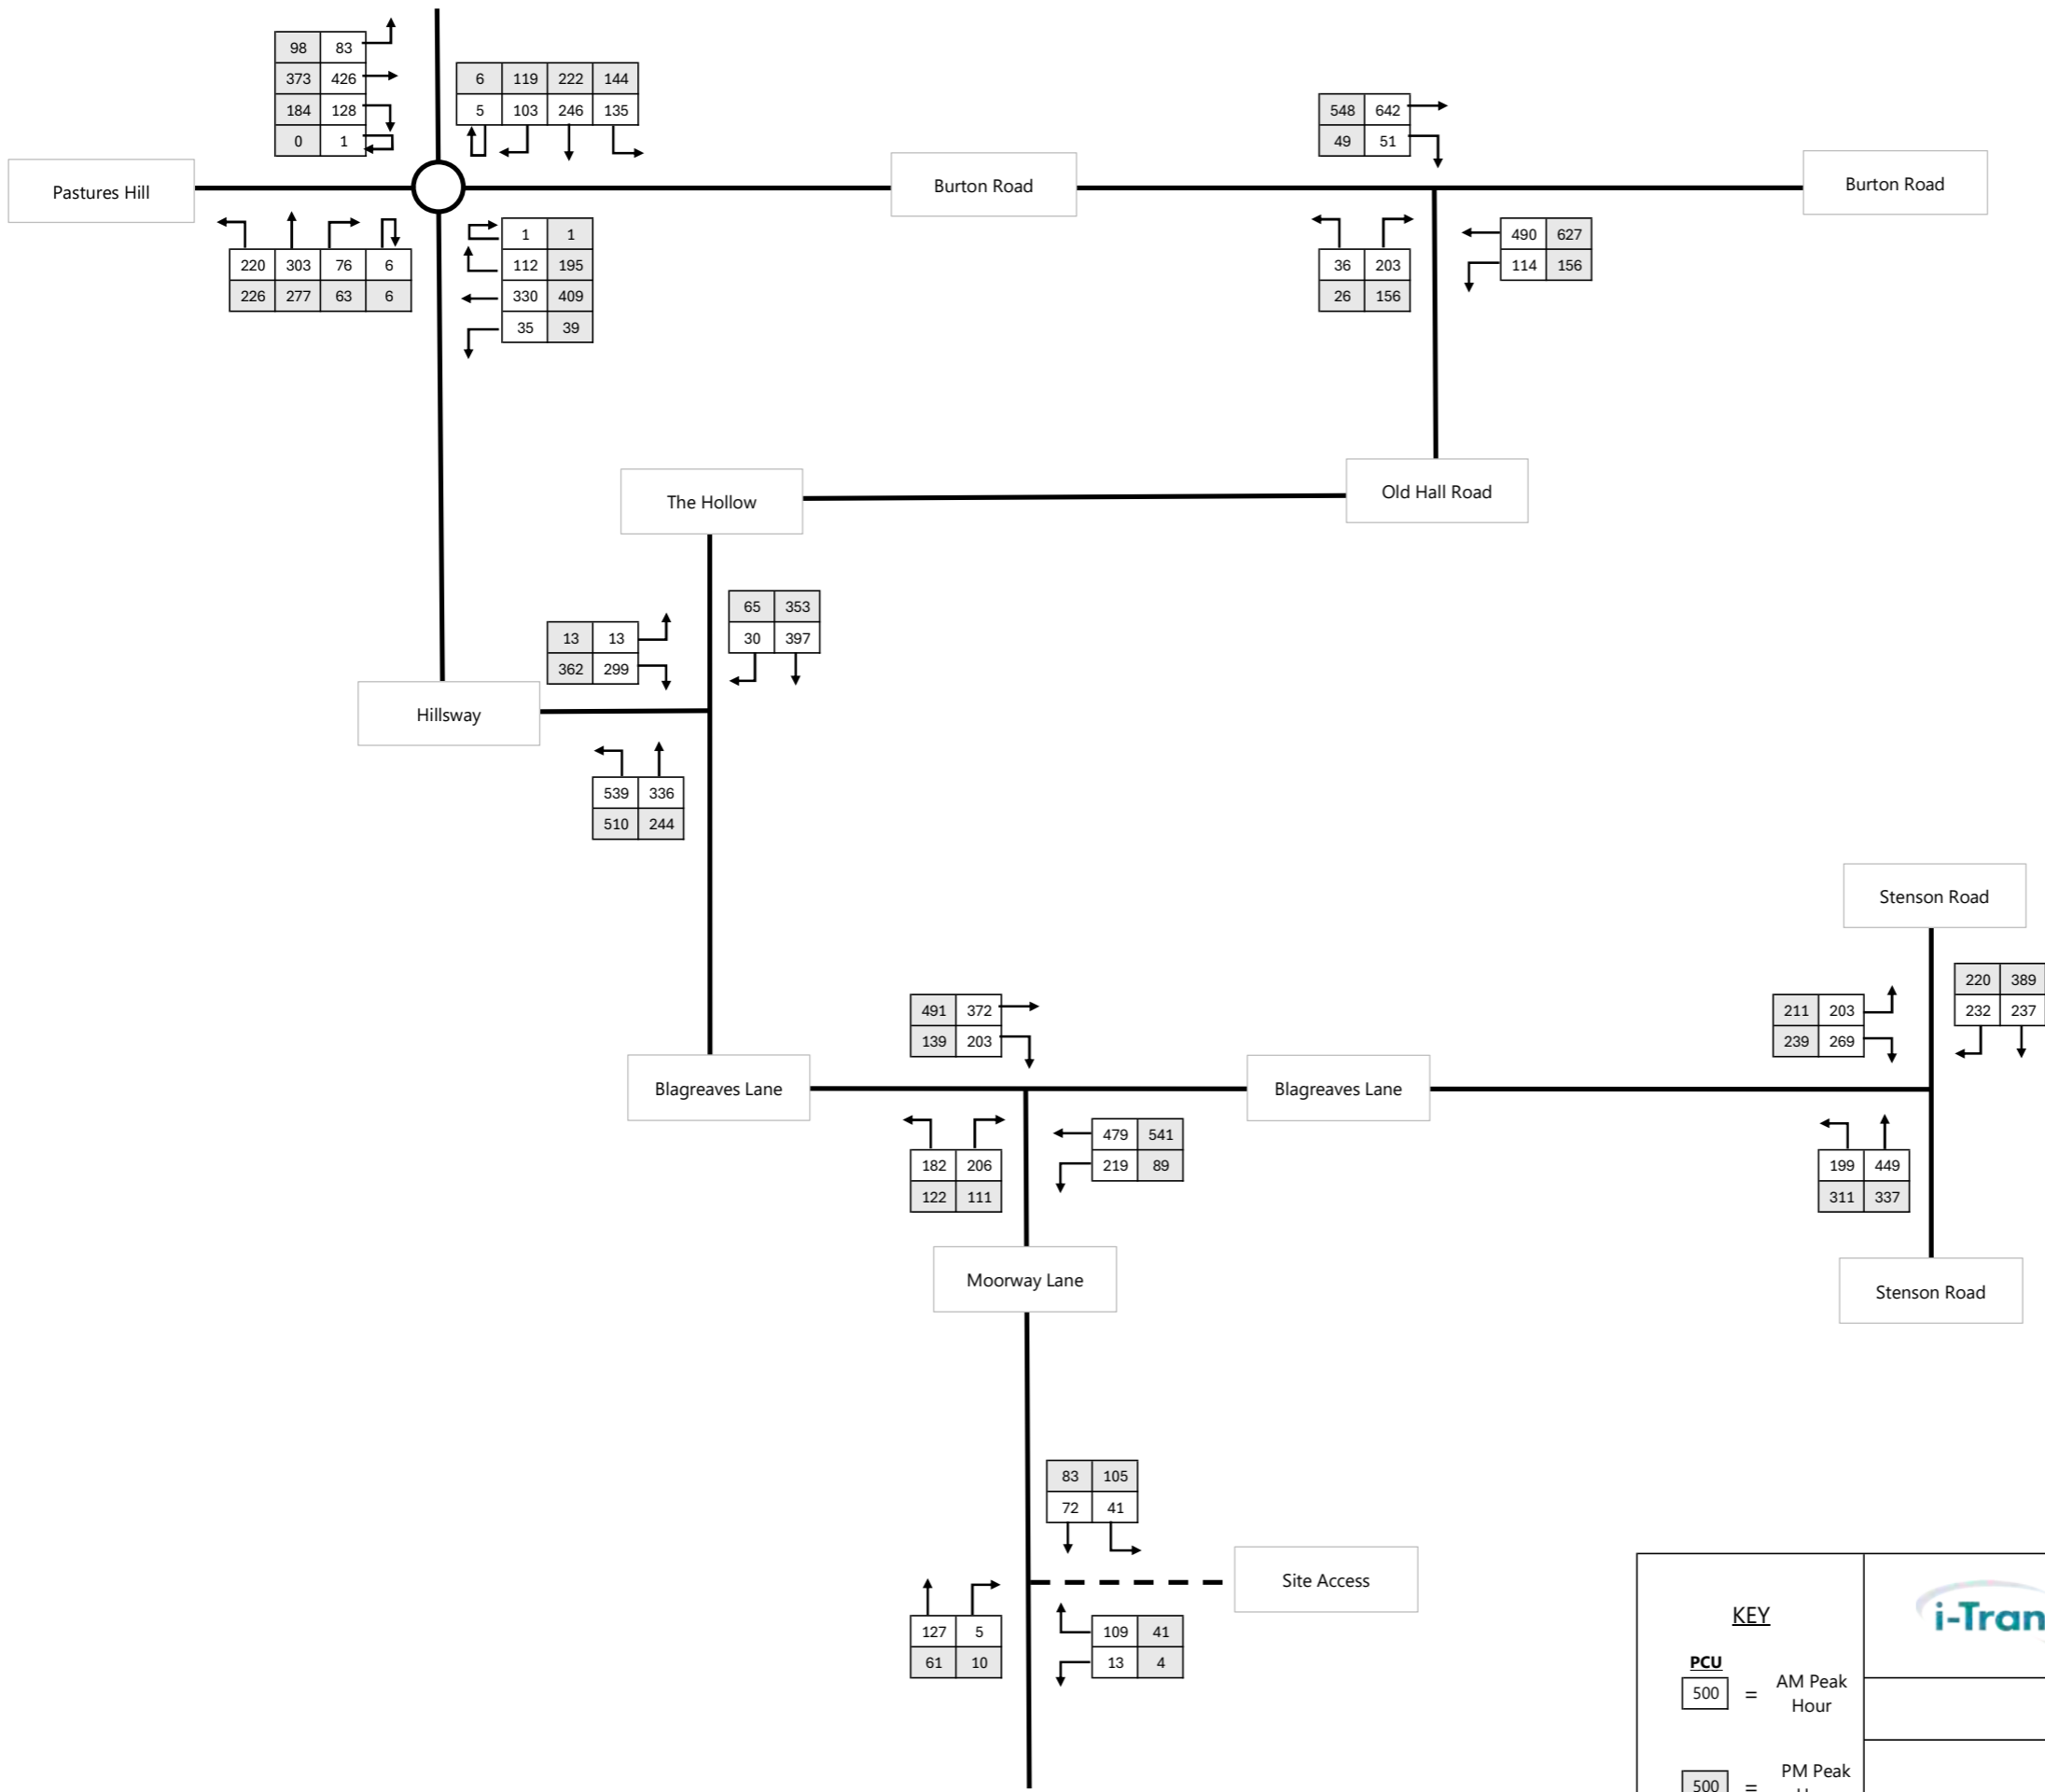 98 83
373 426
184 128
0 1
6 119 222 144
5 103 246 135
548 642
49 51
Pastures Hill
Burton Road
Burton Road
220 303 76 6
226 277 63 6
1 1
112 195
330 409
35 39
36 203
26 156
490 627
114 156
The Hollow
Old Hall Road
13 13
362 299
65 353
30 397
Hillsway
539 336
510 244
Stenson Road
491 372
139 203
211 203
239 269
220 389
232 237
Blagreaves Lane
Blagreaves Lane
182 206
122 111
479 541
219 89
199 449
311 337
Moorway Lane
Stenson Road
83 105
72 41
Site Access
127 5
61 10
109 41
13 4
KEY
i-Tran
PCU
500 = AM Peak
Hour
500 = PM Peak